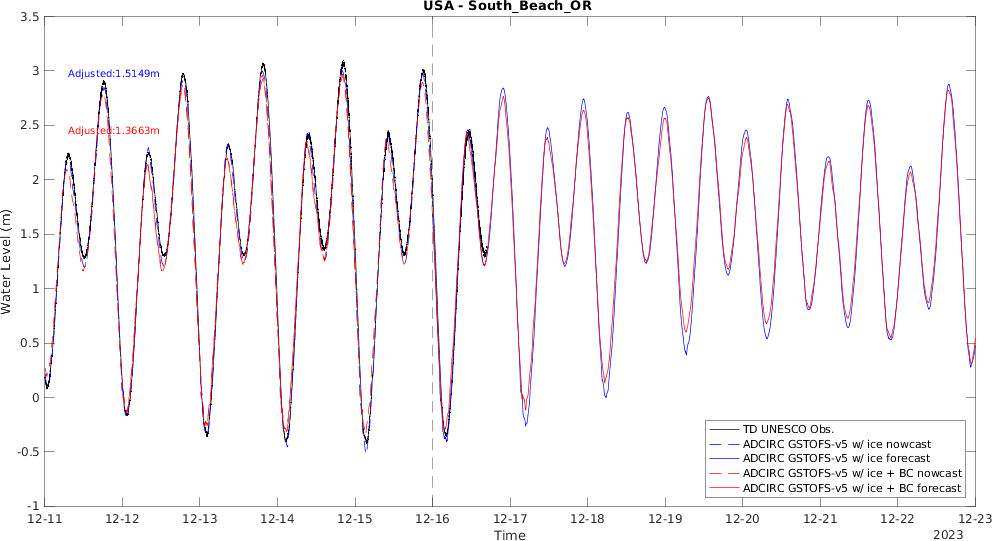 USA - South_Beach_OR
3.5
3
2.5
2
1.5
1
0.5
0
-0.5
-1
Water Level (m)
Adjusted:1.5149m
Adjusted:1.3663m
TD UNESCO Obs.
ADCIRC GSTOFS-v5 w/ ice nowcast
ADCIRC GSTOFS-v5 w/ ice forecast
ADCIRC GSTOFS-v5 w/ ice + BC nowcast
ADCIRC GSTOFS-v5 w/ ice + BC forecast
12-11 12-12 12-13 12-14 12-15 12-16 12-17 12-18 12-19 12-20 12-21 12-22 12-23
Time
2023